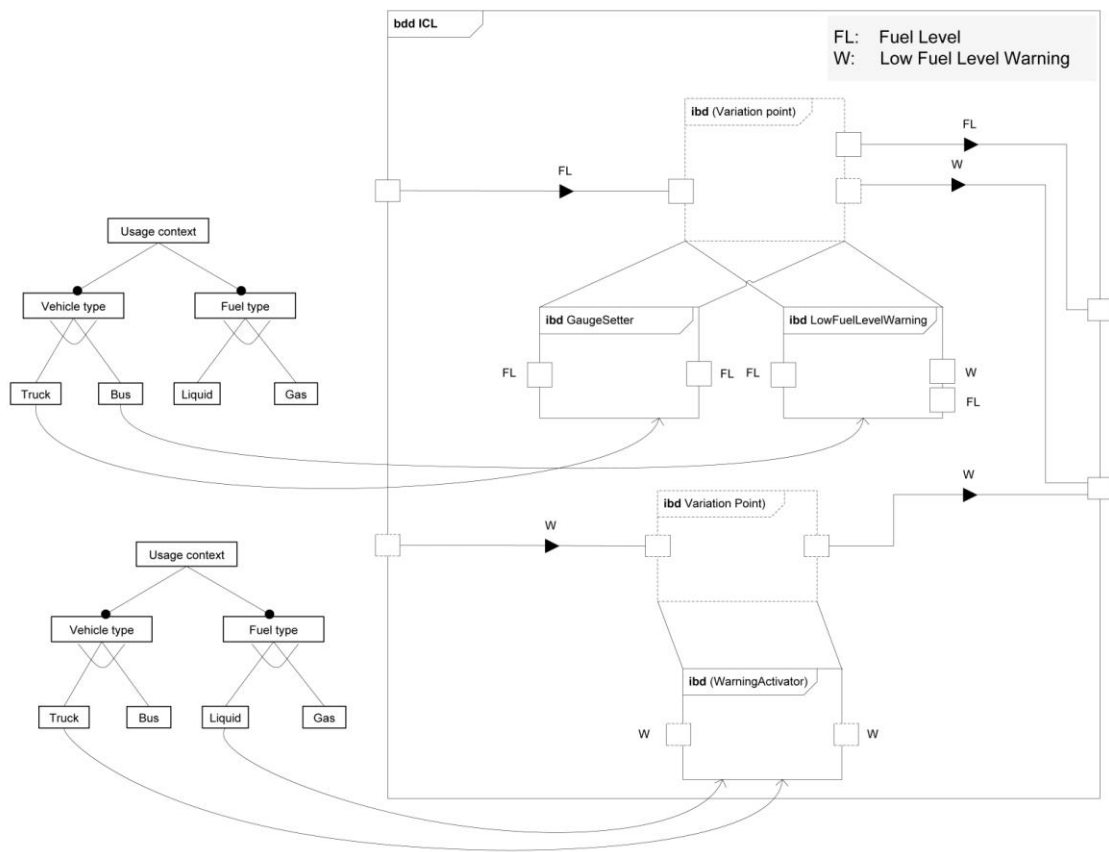 bdd ICL
FL: Fuel Level
W: Low Fuel Level Warning
ibd (Variation point)
FL
W
FL
Usage context
Vehicle type
Fuel type
Truck
Bus
Liquid
Gas
ibd GaugeSetter
ibd LowFuelLevelWarning
FL
FL
FL
W
FL
W
ibd Variation Point)
W
Usage context
Vehicle type
Fuel type
Truck
Bus
Liquid
Gas
ibd (WarningActivator)
W
W